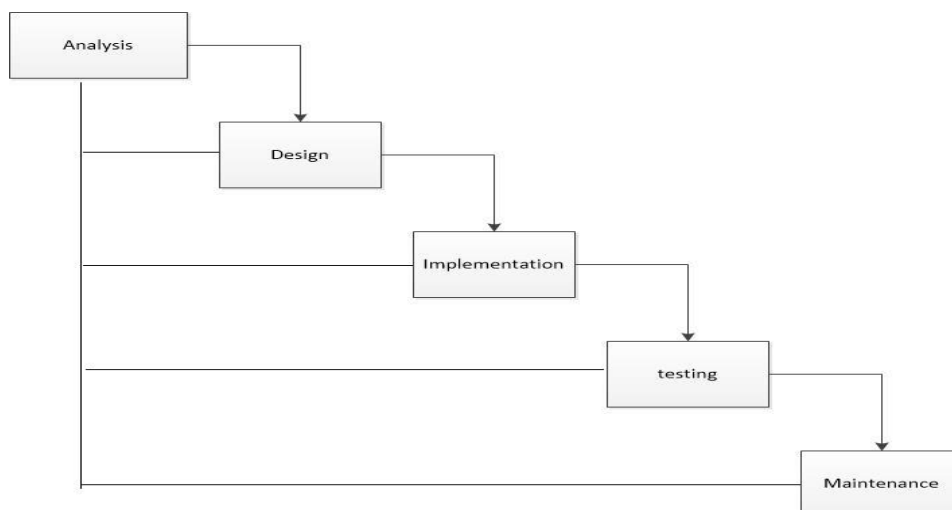 Analysis
Design
Implementation
testing
Maintenance